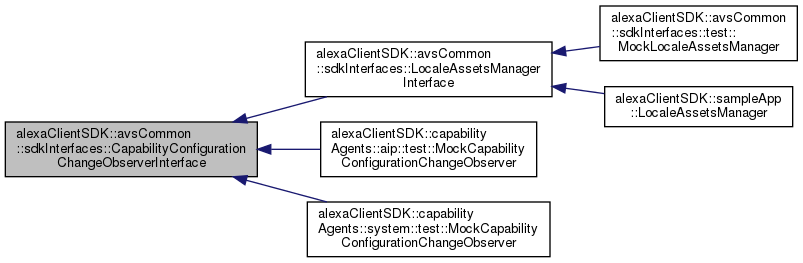 alexaClientSDK::avsCommon
::sdkInterfaces::CapabilityConfiguration
ChangeObserverInterface
alexaClientSDK::avsCommon
::sdkInterfaces::LocaleAssetsManager
Interface
alexaClientSDK::avsCommon
::sdkInterfaces::test::
MockLocaleAssetsManager
alexaClientSDK::sampleApp
::LocaleAssetsManager
alexaClientSDK::capability
Agents::aip::test::MockCapability
ConfigurationChangeObserver
alexaClientSDK::capability
Agents::system::test::MockCapability
ConfigurationChangeObserver